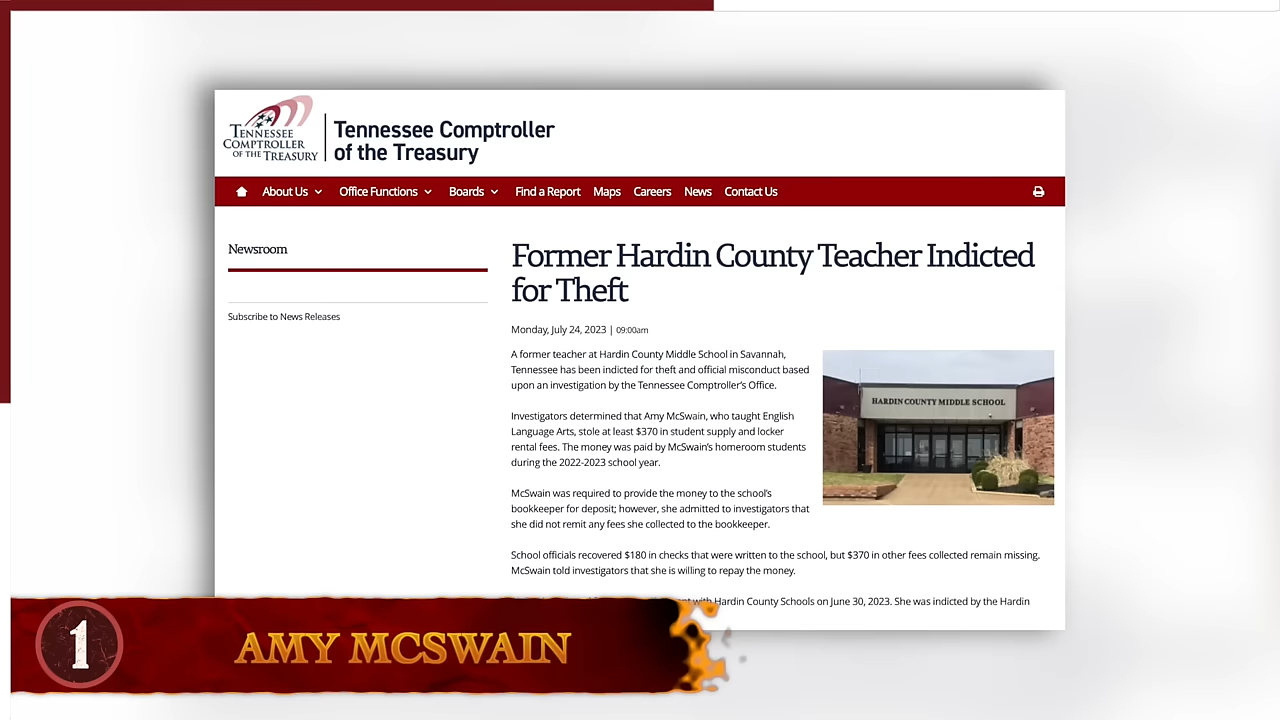 TENNESSEE
COMPTROLLER
OF THE TREASURY
Tennessee Comptroller
of the Treasury
About Us Office Functions Boards Find a Report Maps Careers News Contact Us
Newsroom
Subscribe to News Releases
Former Hardin County Teacher Indicted
for Theft
Monday, July 24, 2023 | 09:00am
A former teacher at Hardin County Middle School in Savannah,
Tennessee has been indicted for theft and official misconduct based
upon an investigation by the Tennessee Comptroller's Office.
Investigators determined that Amy McSwain, who taught English
Language Arts, stole at least $370 in student supply and locker
rental fees. The money was paid by McSwain's homeroom students
during the 2022-2023 school year.
McSwain was required to provide the money to the school's
bookkeeper for deposit; however, she admitted to investigators that
she did not remit any fees she collected to the bookkeeper.
HARDIN COUNTY MIDDLE SCHOOL
School officials recovered $180 in checks that were written to the school, but $370 in other fees collected remain missing.
McSwain told investigators that she is willing to repay the money.
with Hardin County Schools on June 30, 2023. She was indicted by the Hardin
1 AMY MCSWAIN